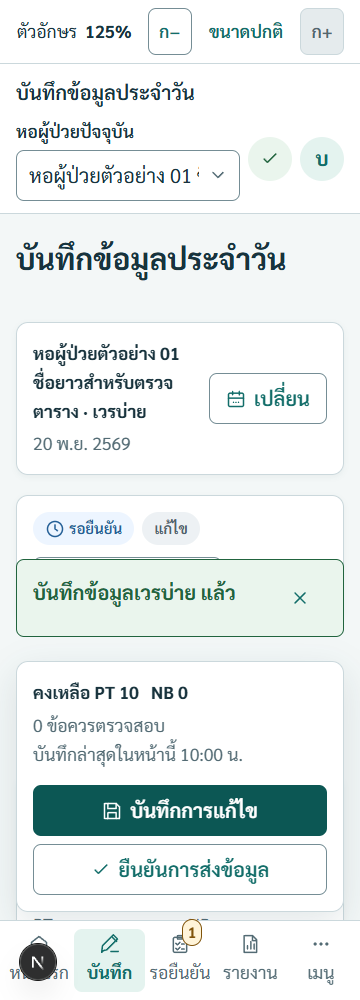 ตัวอักษร 125% ก− ขนาดปกติ ก+
บันทึกข้อมูลประจำวัน
หอผู้ป่วยปัจจุบัน
หอผู้ป่วยตัวอย่าง 01
บ
บันทึกข้อมูลประจำวัน
หอผู้ป่วยตัวอย่าง 01
ชื่อยาวสำหรับตรวจ
ตาราง · เวรบ่าย
20 พ.ย. 2569
เปลี่ยน
รอยืนยัน แก้ไข
บันทึกข้อมูลเวรบ่าย แล้ว
คงเหลือ PT 10 NB 0
0 ข้อควรตรวจสอบ
บันทึกล่าสุดในหน้านี้ 10:00 น.
บันทึกการแก้ไข
ยืนยันการส่งข้อมูล
1
N
บันทึก รอยืนยัน รายงาน เมนู